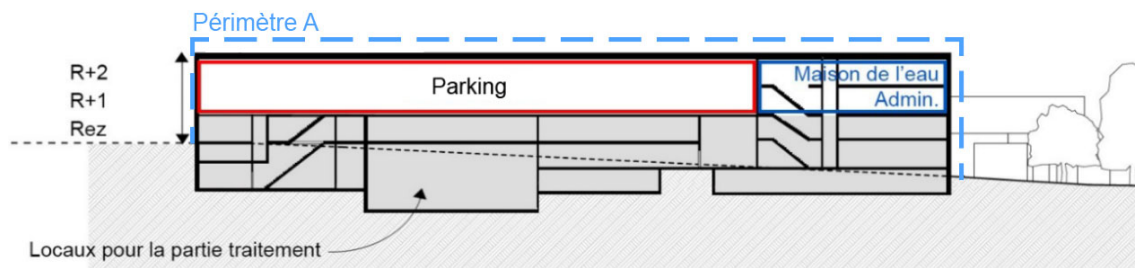 Périmètre A
R+2
R+1
Rez
Parking
Maison de l'eau
Admin.
Locaux pour la partie traitement